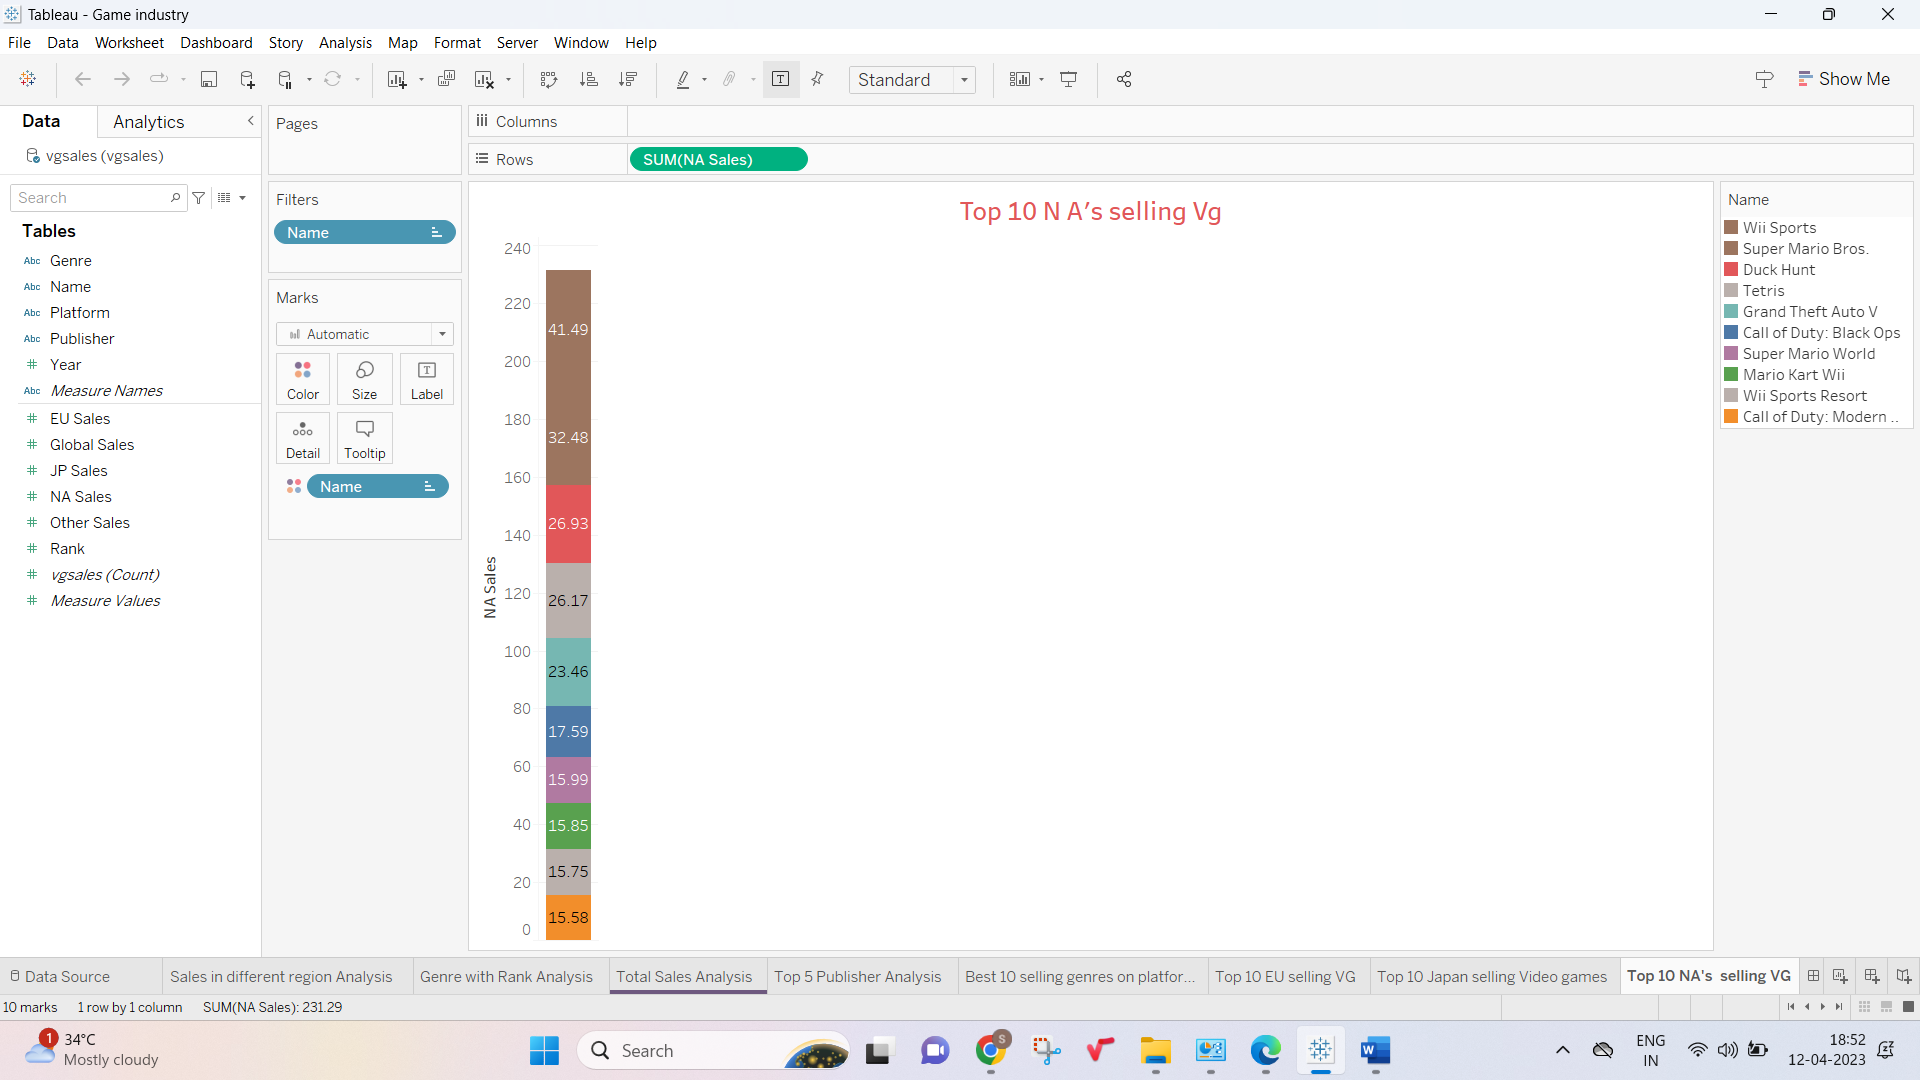 Tableau - Game industry
File Data Worksheet Dashboard Story Analysis Map Format Server Window Help
Standard
Show Me
Data Analytics
vgsales (vgsales)
Search
Tables
Abc Genre
Abc Name
Abc Platform
Abc Publisher
# Year
Abc Measure Names
# EU Sales
# Global Sales
# JP Sales
# NA Sales
# Other Sales
# Rank
# vgsales (Count)
# Measure Values
Pages
Filters
Name
Marks
Automatic
Color Size Label
Detail Tooltip
Name
Columns
Rows SUM(NA Sales)
Top 10 N A's selling Vg
NA Sales
240
220
200
180
160
140
120
100
80
60
40
20
0
41.49
32.48
26.93
26.17
23.46
17.59
15.99
15.85
15.75
15.58
Name
Wii Sports
Super Mario Bros.
Duck Hunt
Tetris
Grand Theft Auto V
Call of Duty: Black Ops
Super Mario World
Mario Kart Wii
Wii Sports Resort
Call of Duty: Modern ..
Data Source Sales in different region Analysis Genre with Rank Analysis Total Sales Analysis Top 5 Publisher Analysis Best 10 selling genres on platfor... Top 10 EU selling VG Top 10 Japan selling Video games Top 10 NA's selling VG
10 marks 1 row by 1 column SUM(NA Sales): 231.29
1 34°C
Mostly cloudy
Search
S
W
ENG
IN
18:52
12-04-2023